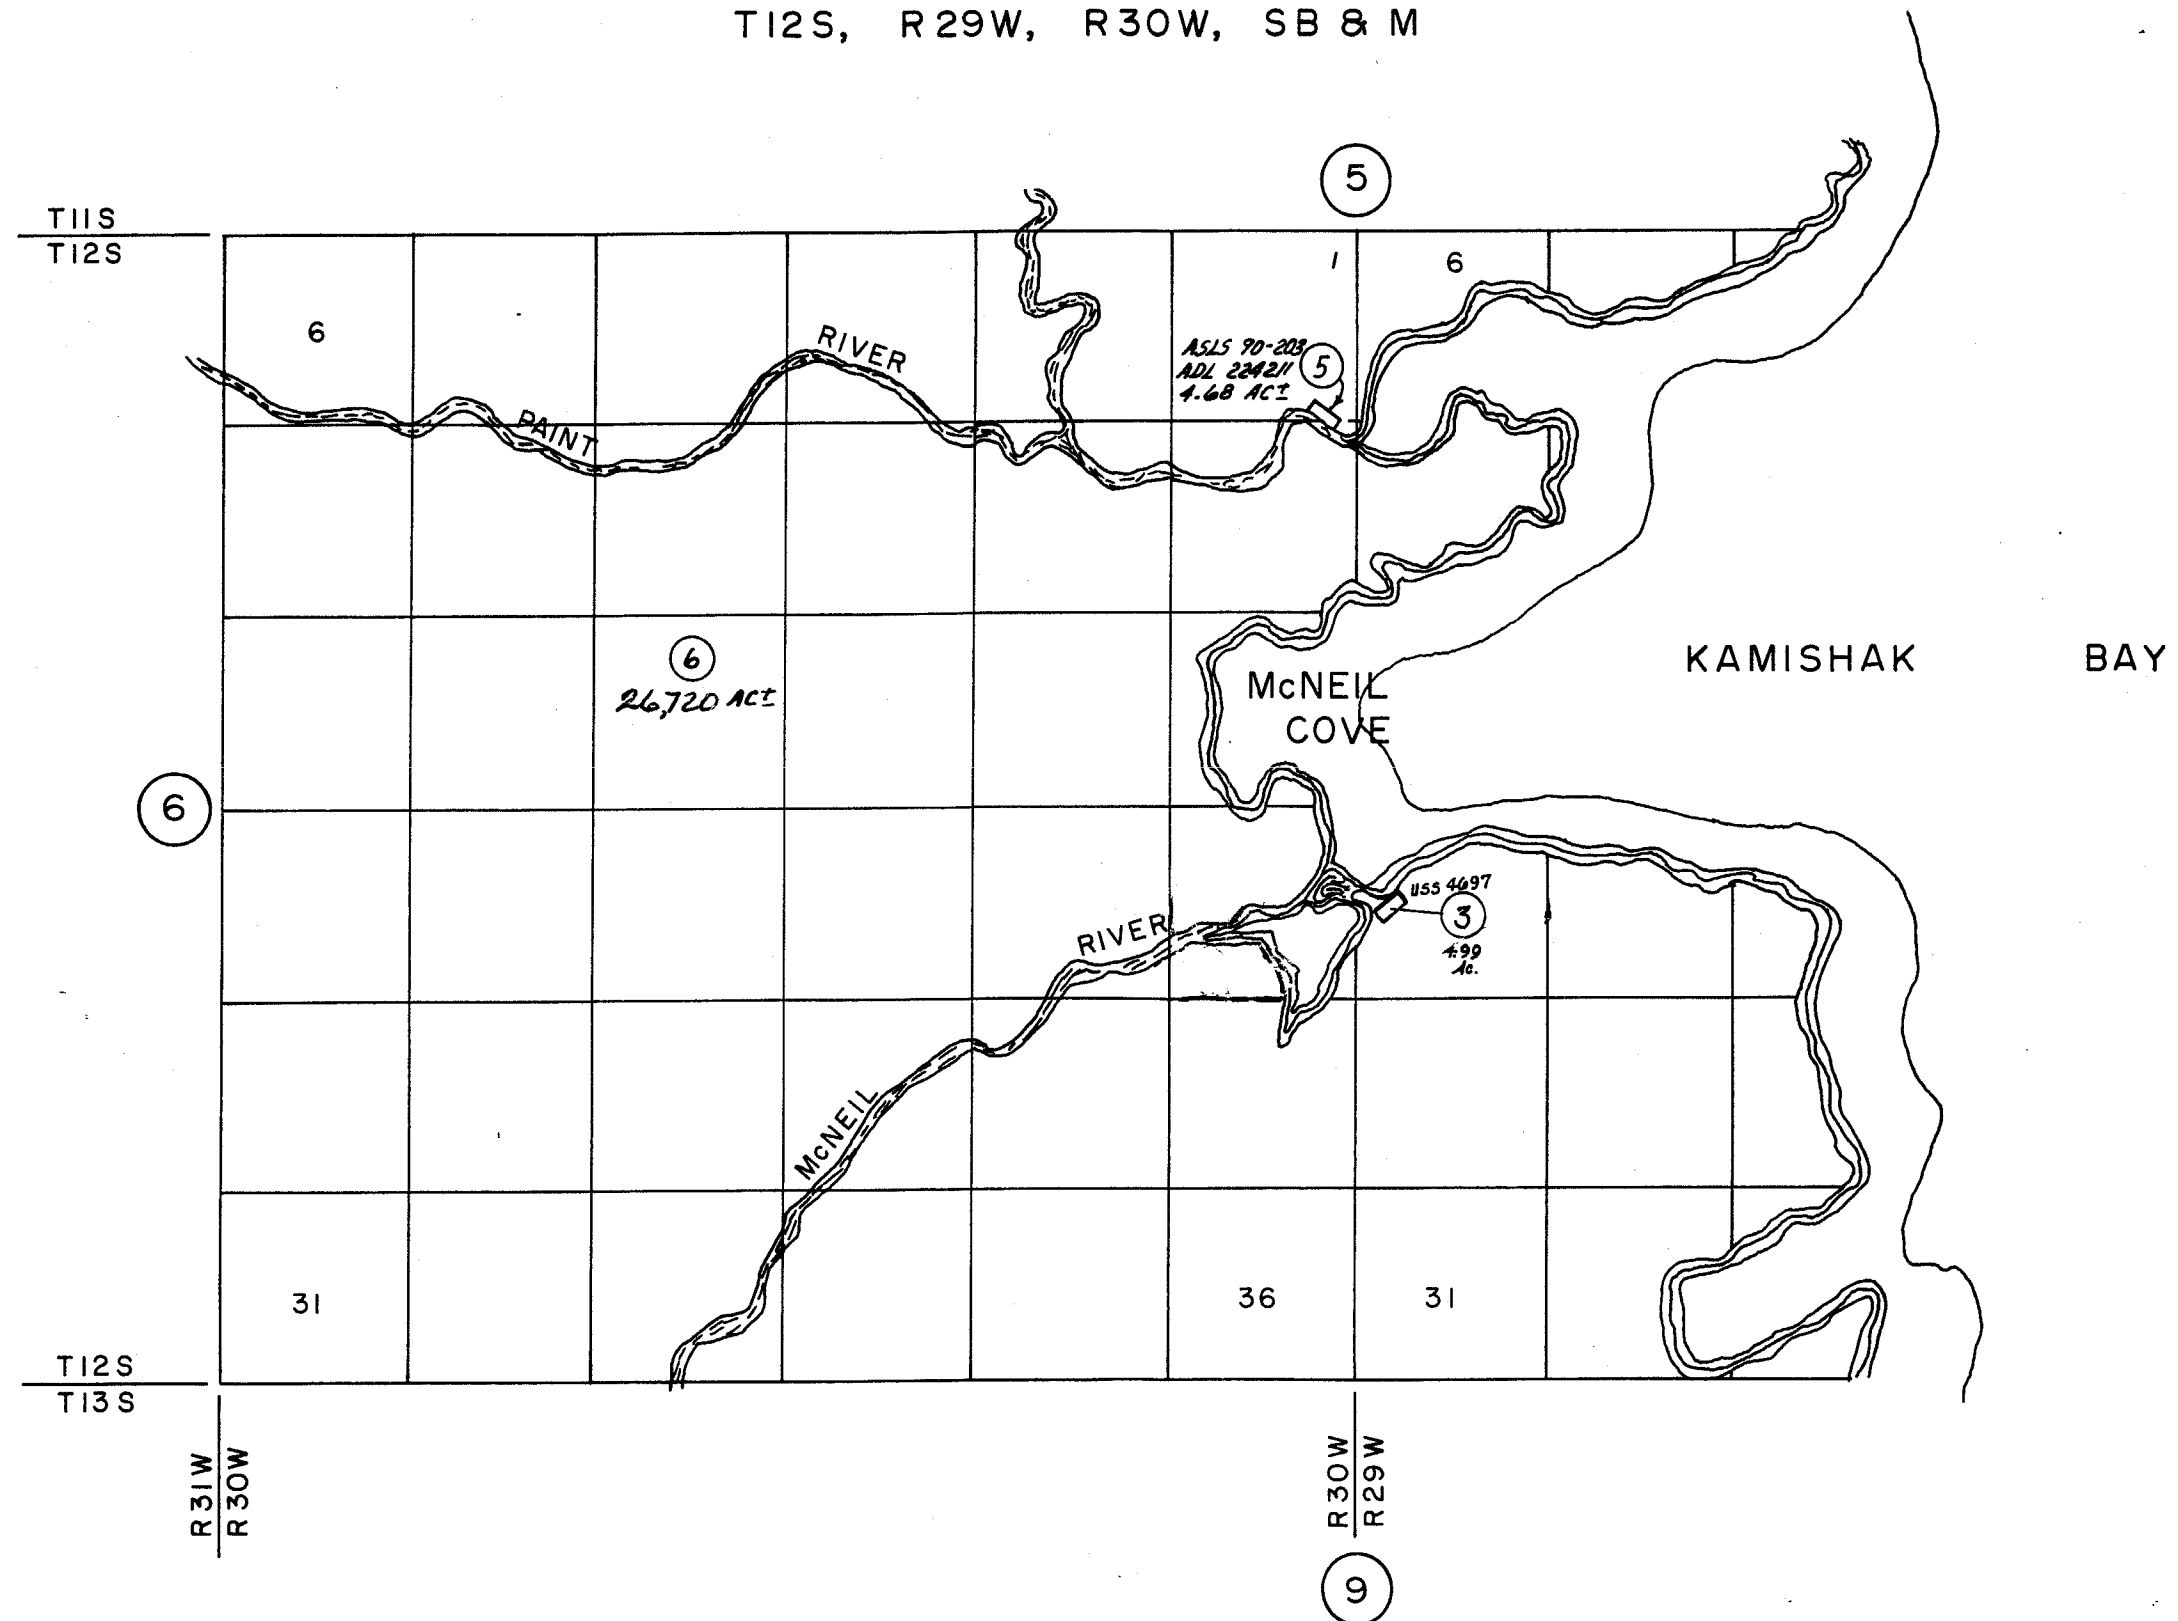 T12S, R29W, R30W, SB & M
5
T11S
T12S
1
6
6
RIVER
ASLS 90-203
ADL 224211
4.68 AC±
5
PAINT
6
26,720 AC±
McNEIL
COVE
KAMISHAK BAY
6
USS 4697
3
4.99
Ac.
RIVER
McNEIL
31
36
31
T12S
T13S
R31W
R30W
R30W
R29W
9